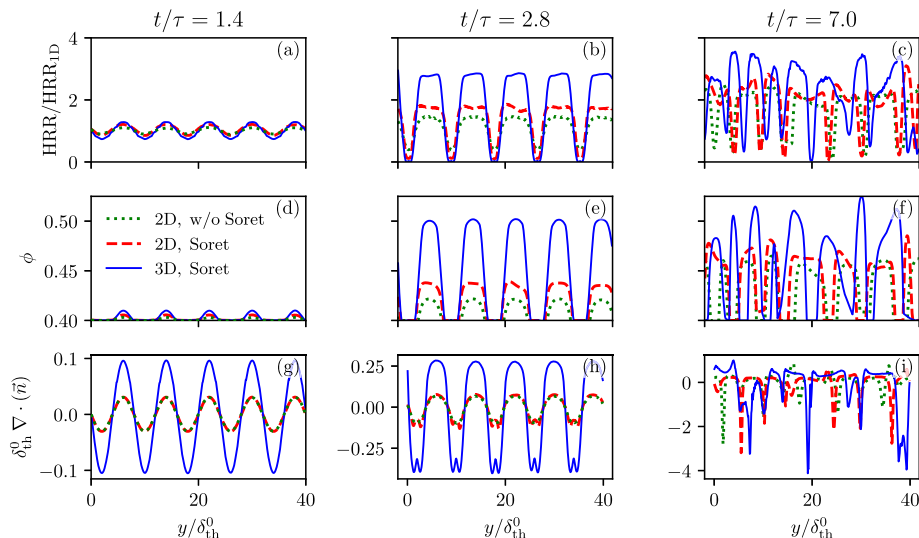 t/τ = 1.4
t/τ = 2.8
t/τ = 7.0
HRR/HRR1D
4
2
0
(a)
(b)
(c)
ϕ
0.50
0.45
0.40
(d)
2D, w/o Soret
2D, Soret
3D, Soret
(e)
(f)
δ⁰th ∇ · (n⃗)
0.1
0.0
−0.1
(g)
0.25
0.00
−0.25
(h)
0
−2
−4
(i)
0 20 40
0 20 40
0 10 20 30 40
y/δ⁰th
y/δ⁰th
y/δ⁰th